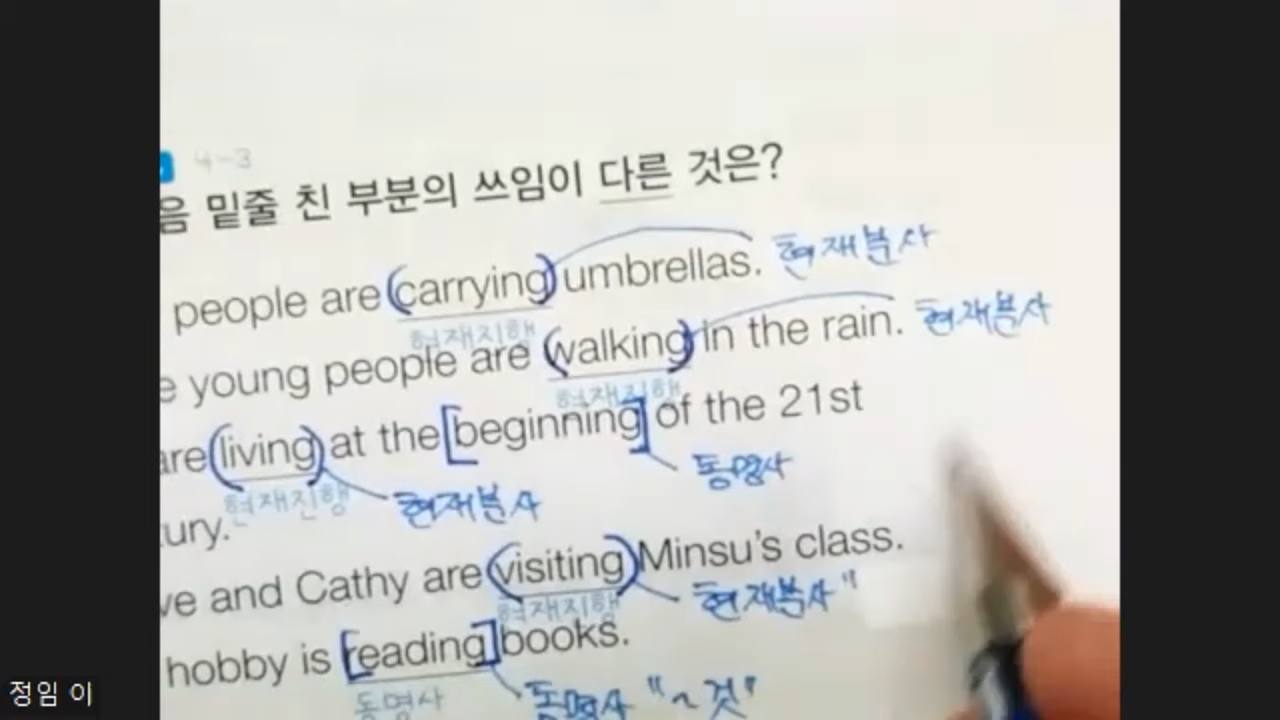 4-3
음 밑줄 친 부분의 쓰임이 다른 것은?
people are (carrying) umbrellas. 현재분사
현재진행
e young people are (walking) in the rain. 현재분사
현재진행
are (living) at the [beginning] of the 21st
동명사
현재진행 현재분사
ury.
ve and Cathy are (visiting) Minsu's class.
현재진행 현재분사 "
hobby is [reading] books.
동명사 동명사 "~것"
정임 이